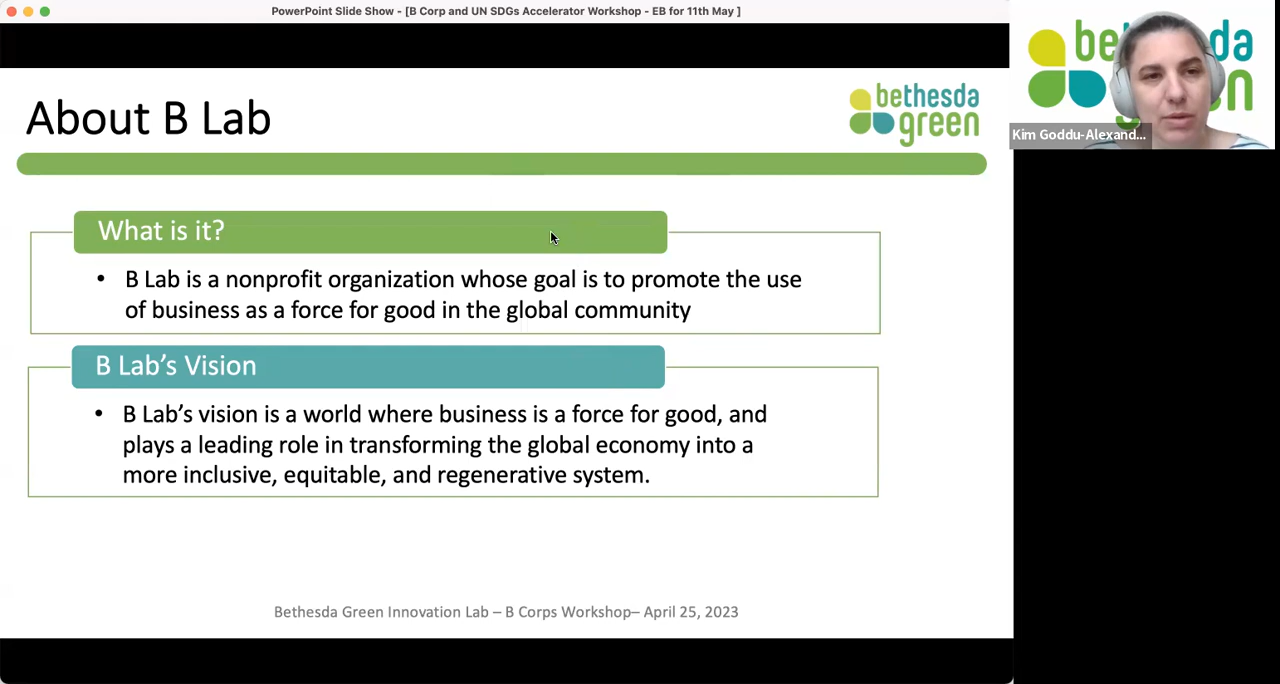 PowerPoint Slide Show - [B Corp and UN SDGs Accelerator Workshop - EB for 11th May ]
About B Lab
bethesda
green
What is it?
• B Lab is a nonprofit organization whose goal is to promote the use
of business as a force for good in the global community
B Lab’s Vision
• B Lab’s vision is a world where business is a force for good, and
plays a leading role in transforming the global economy into a
more inclusive, equitable, and regenerative system.
Bethesda Green Innovation Lab – B Corps Workshop– April 25, 2023
Kim Goddu-Alexand...